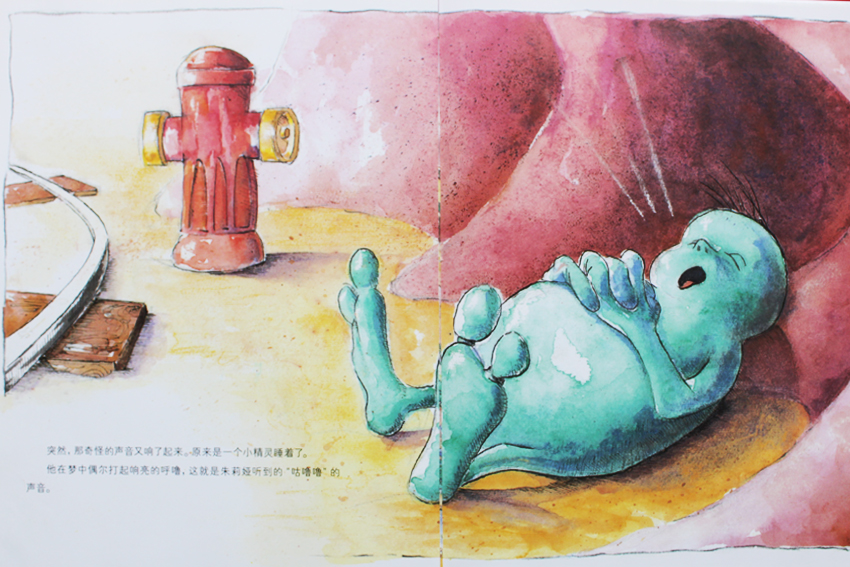 突然，那奇怪的声音又响了起来。原来是一个小精灵睡着了。
他在梦中偶尔打起响亮的呼噜，这就是朱莉娅听到的“咕噜噜”的
声音。